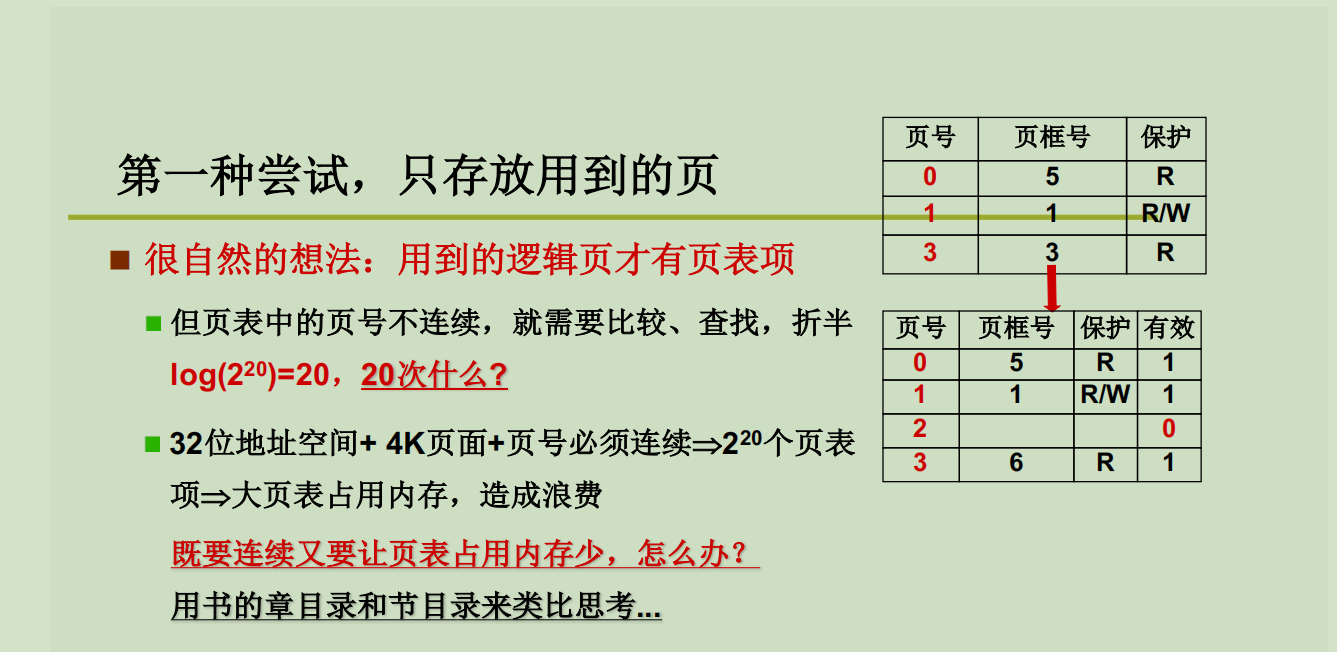 第一种尝试，只存放用到的页
很自然的想法：用到的逻辑页才有页表项
但页表中的页号不连续，就需要比较、查找，折半
log(2²⁰)=20，20次什么?
32位地址空间+ 4K页面+页号必须连续⇒2²⁰个页表
项⇒大页表占用内存，造成浪费
既要连续又要让页表占用内存少，怎么办？
用书的章目录和节目录来类比思考...
页号 页框号 保护
0 5 R
1 1 R/W
3 3 R
页号 页框号 保护 有效
0 5 R 1
1 1 R/W 1
2 0
3 6 R 1